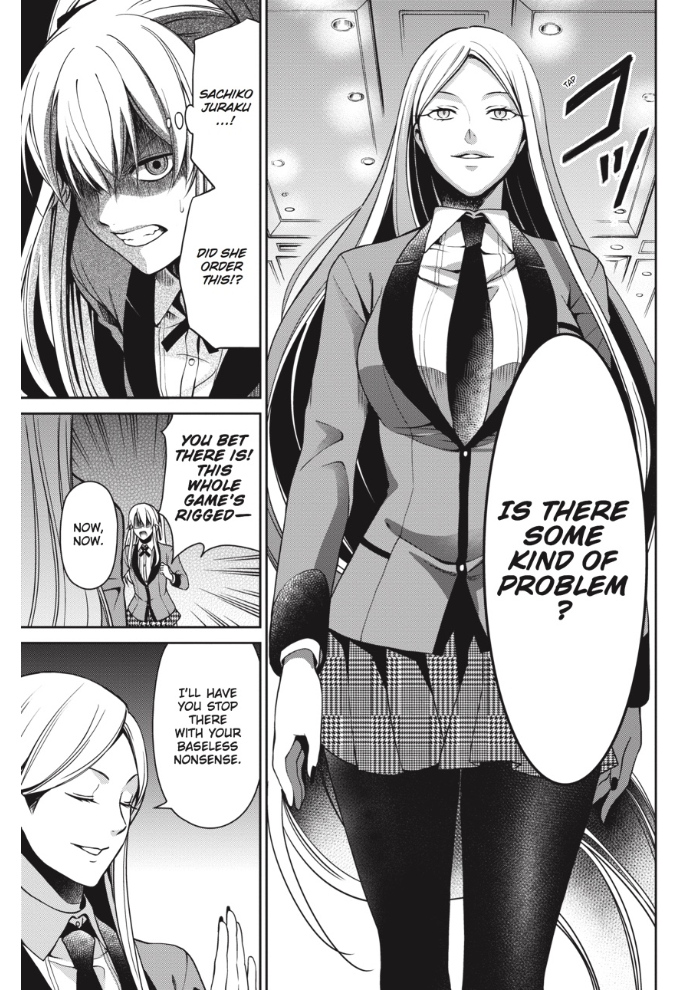 TAP
コツ
IS THERE
SOME
KIND OF
PROBLEM
?
SACHIKO
JURAKU
...!
DID SHE
ORDER
THIS!?
YOU BET
THERE IS!
THIS
WHOLE
GAME'S
RIGGED—
NOW,
NOW.
I'LL HAVE
YOU STOP
THERE
WITH YOUR
BASELESS
NONSENSE.